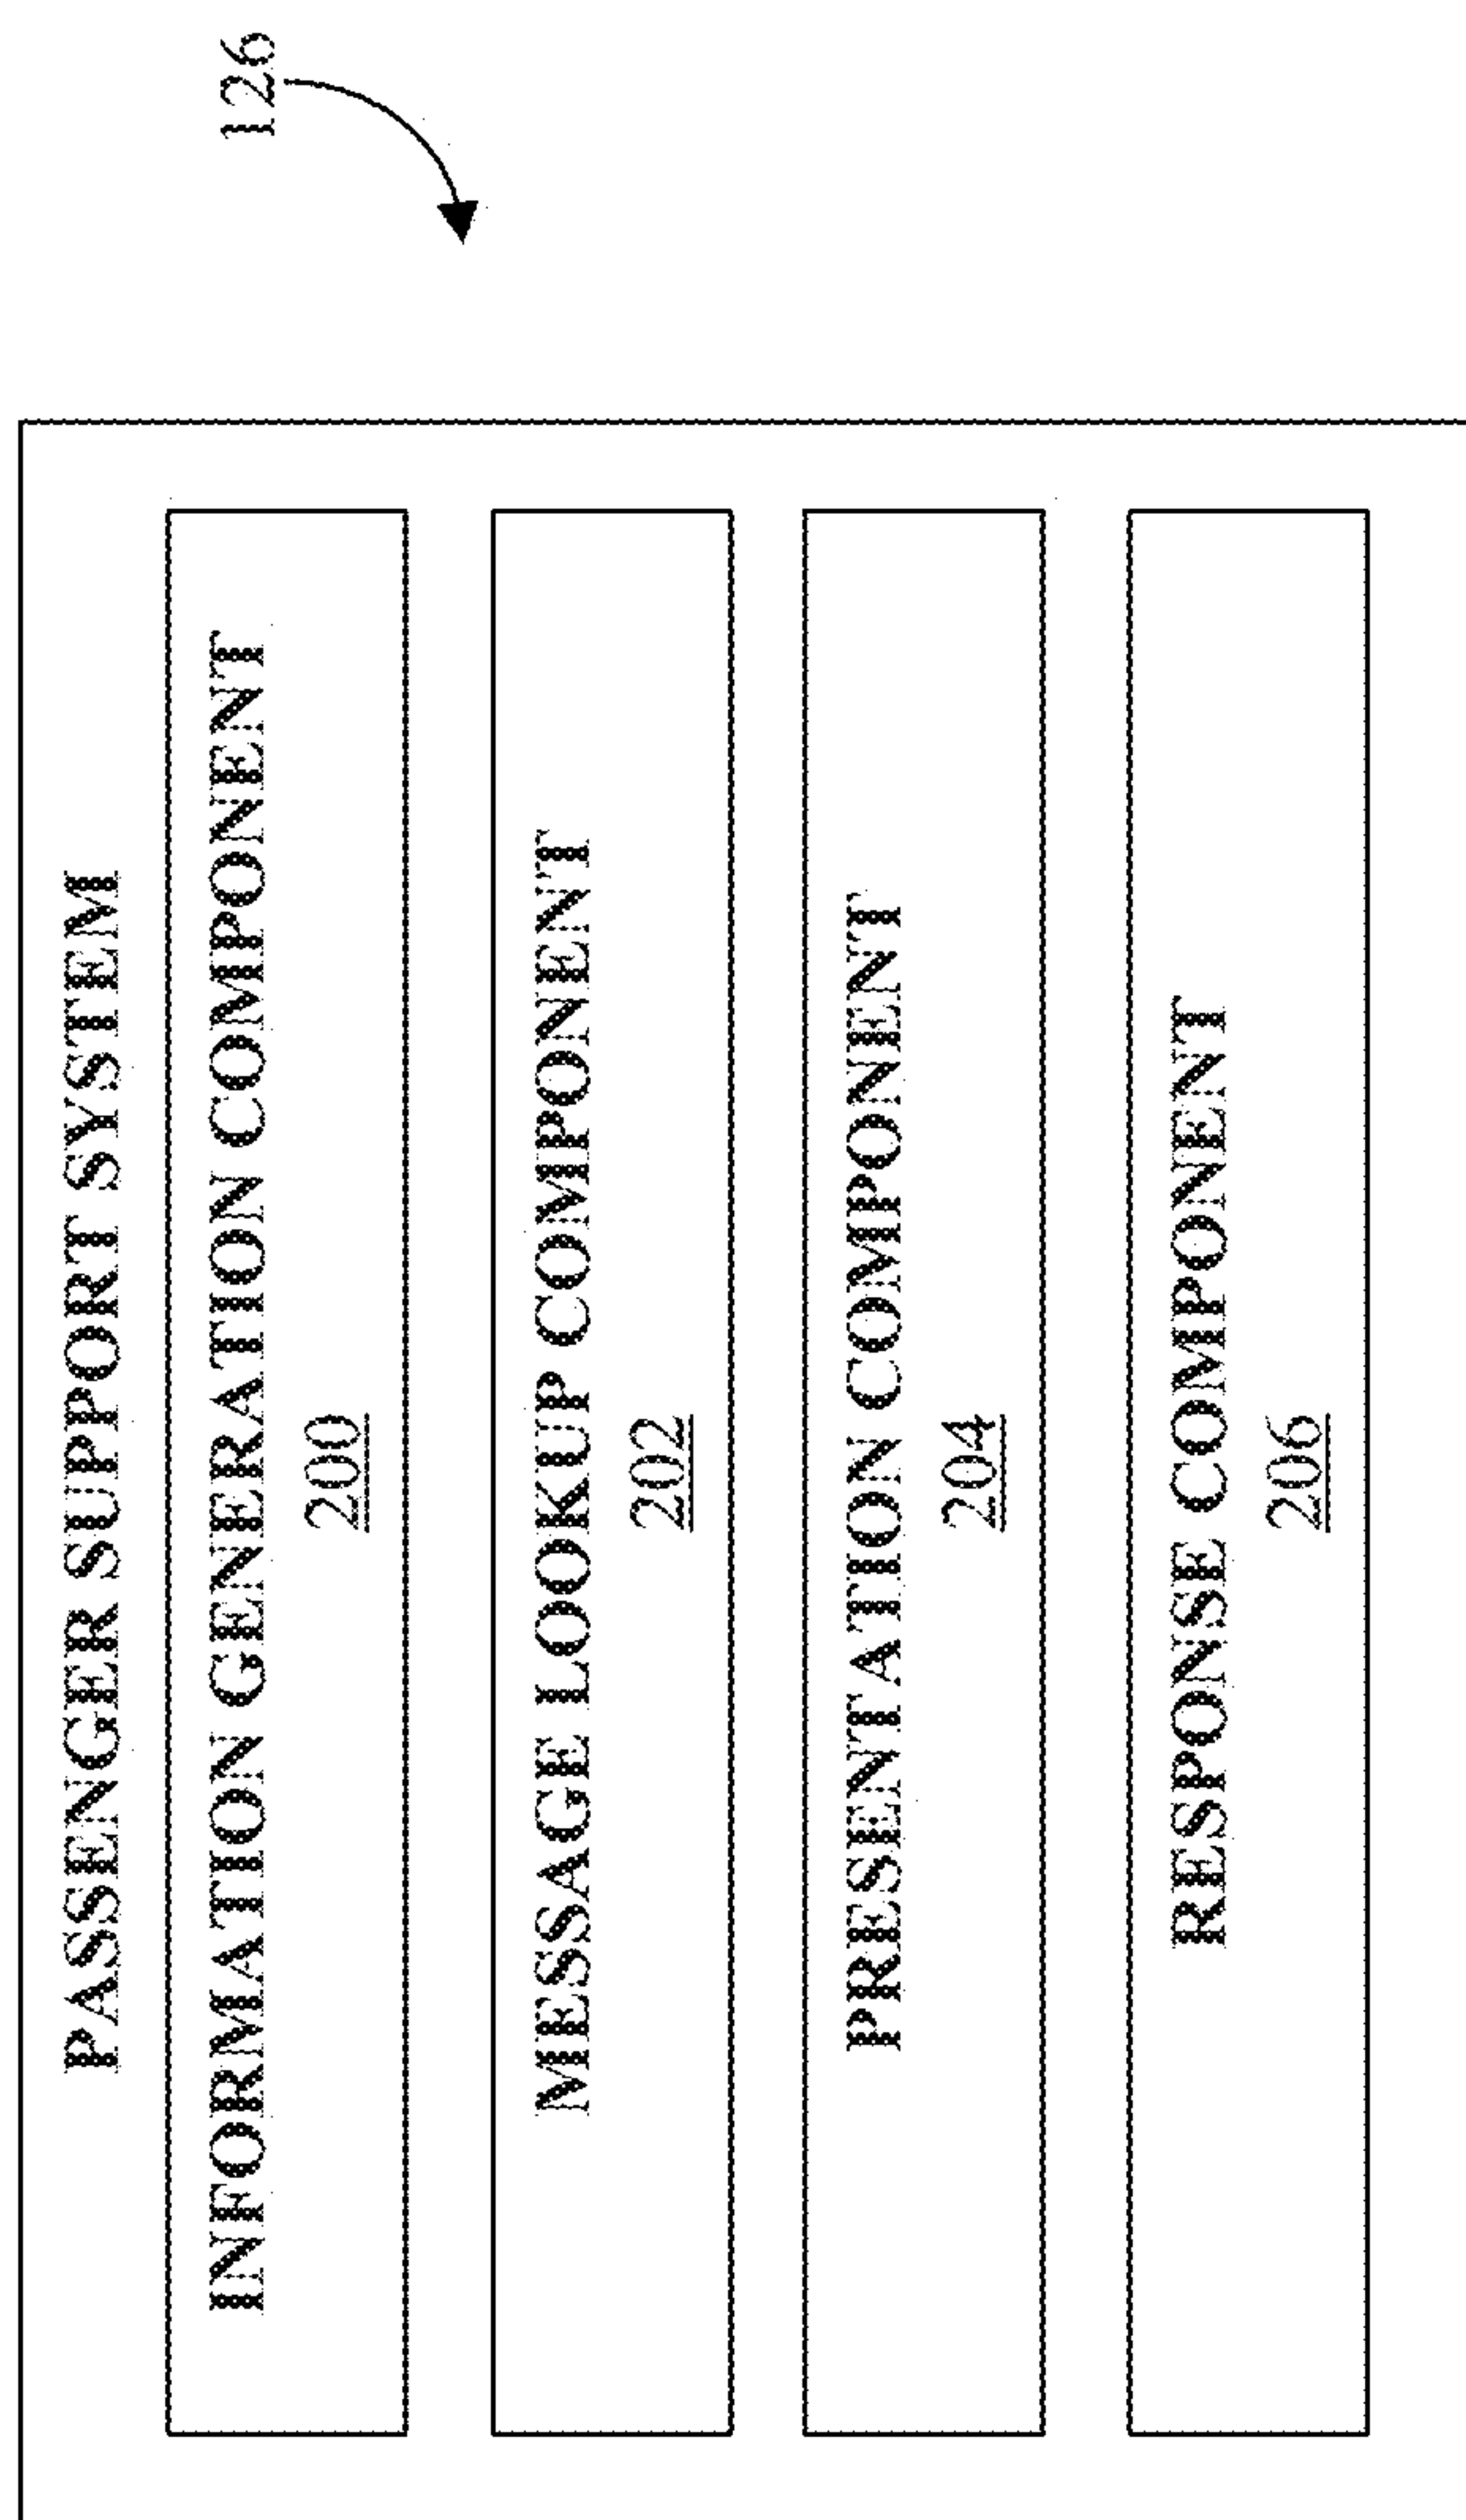 126
PASSENGER SUPPORT SYSTEM
INFORMATION GENERATION COMPONENT
200
MESSAGE LOOKUP COMPONENT
202
PRESENTATION COMPONENT
204
RESPONSE COMPONENT
206